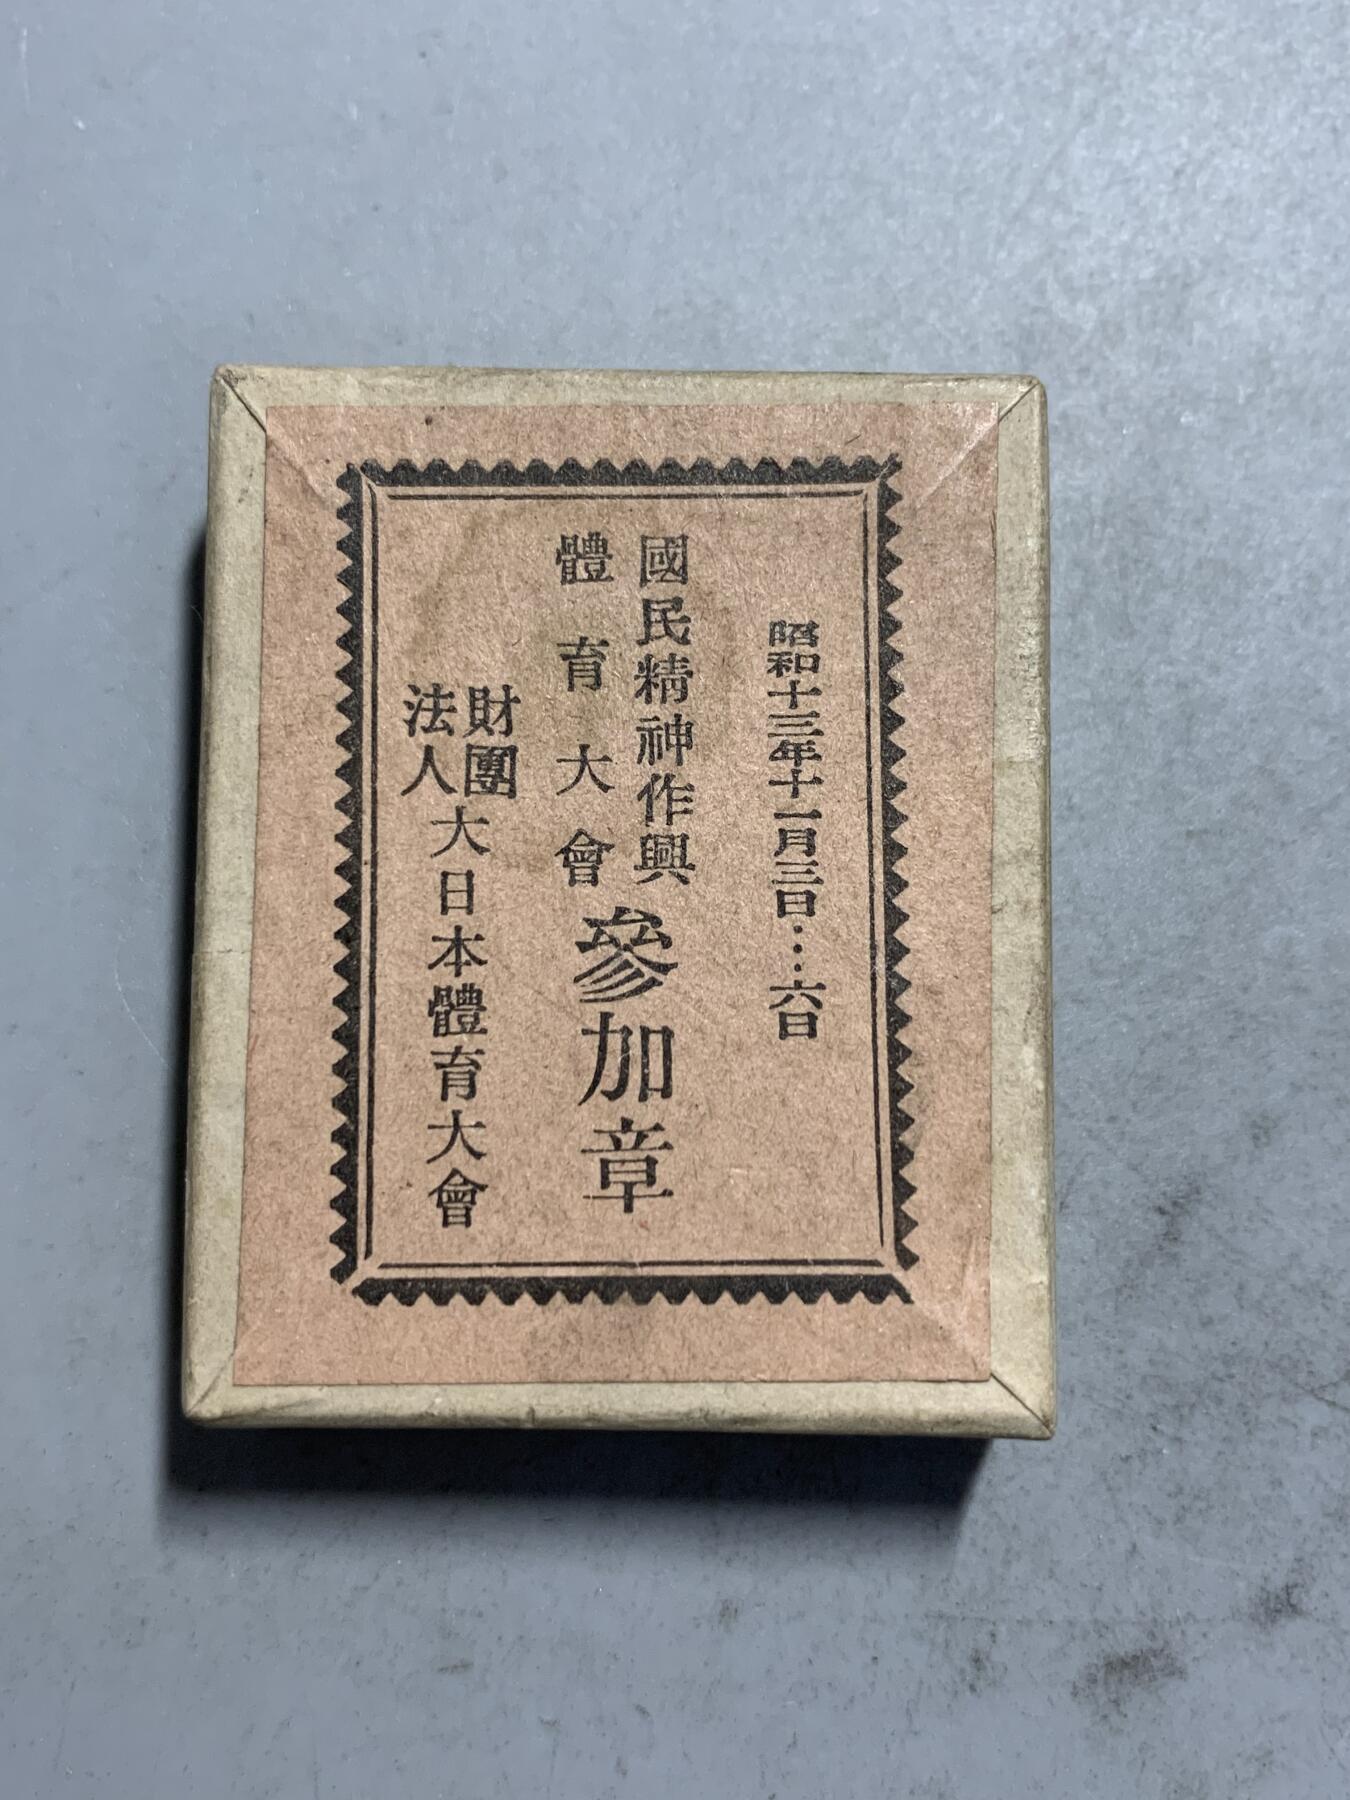 昭和十三年十一月三日…六日
國民精神作興
體育大會
參加章
財團
法人
大日本體育大會